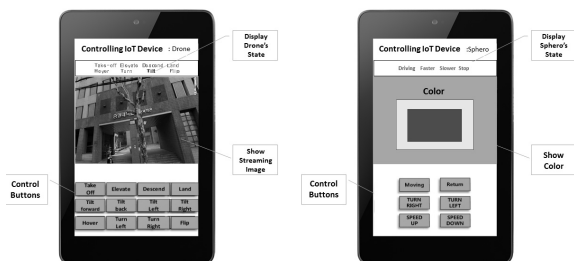 Controlling IoT Device : Drone
Take-off Elevate Descend Land
Hover Turn Tilt Flip
Display
Drone's
State
Show
Streaming
Image
Control
Buttons
Take
Off
Elevate
Descend
Land
Tilt
forward
Tilt
back
Tilt
Left
Tilt
Right
Hover
Turn
Left
Turn
Right
Flip
Controlling IoT Device :Sphero
Driving Faster Slower Stop
Display
Sphero's
State
Color
Show
Color
Control
Buttons
Moving
Return
TURN
RIGHT
TURN
LEFT
SPEED
UP
SPEED
DOWN